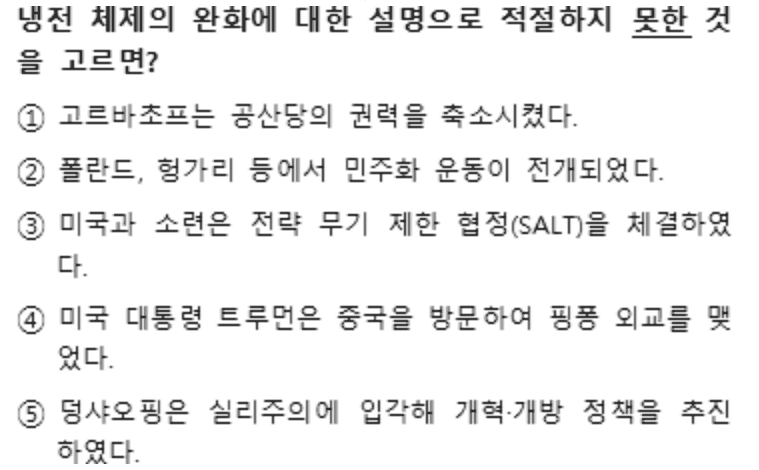 냉전 체제의 완화에 대한 설명으로 적절하지 못한 것
을 고르면?
① 고르바초프는 공산당의 권력을 축소시켰다.
② 폴란드, 헝가리 등에서 민주화 운동이 전개되었다.
③ 미국과 소련은 전략 무기 제한 협정(SALT)을 체결하였
다.
④ 미국 대통령 트루먼은 중국을 방문하여 핑퐁 외교를 맺
었다.
⑤ 덩샤오핑은 실리주의에 입각해 개혁·개방 정책을 추진
하였다.